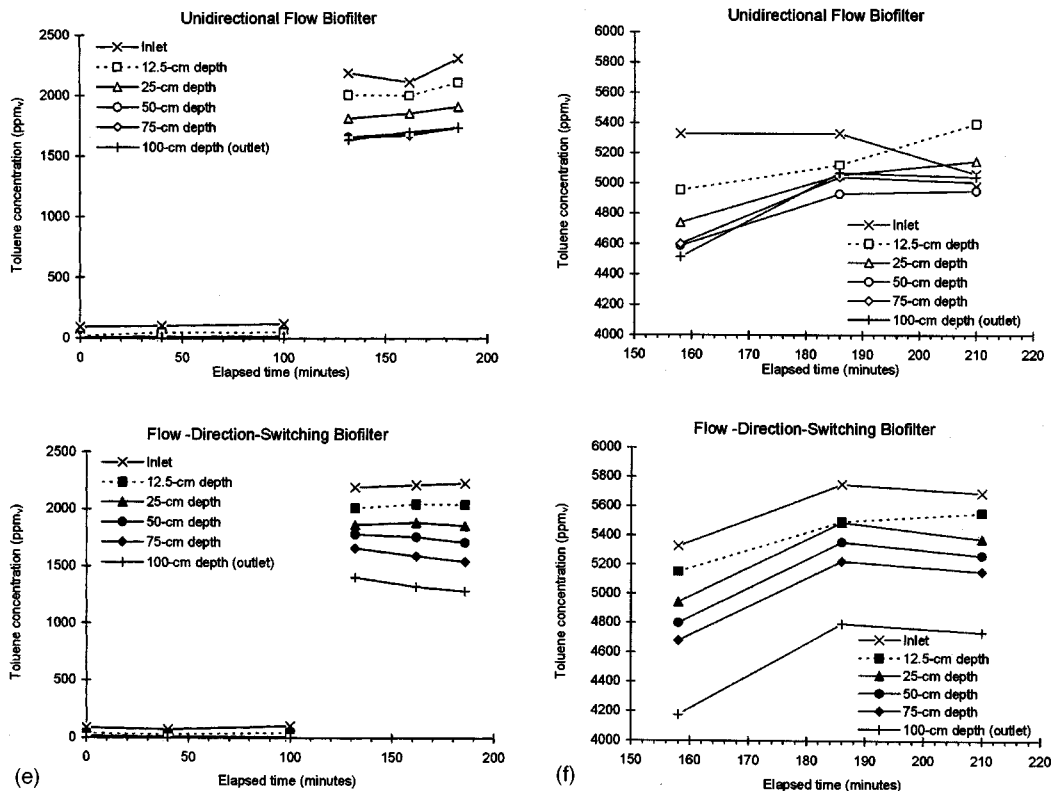 Unidirectional Flow Biofilter
Toluene concentration (ppmv)
2500
2000
1500
1000
500
0
Inlet
12.5-cm depth
25-cm depth
50-cm depth
75-cm depth
100-cm depth (outlet)
0 50 100 150 200
Elapsed time (minutes)
Unidirectional Flow Biofilter
Toluene concentration (ppmv)
6000
5800
5600
5400
5200
5000
4800
4600
4400
4200
4000
Inlet
12.5-cm depth
25-cm depth
50-cm depth
75-cm depth
100-cm depth (outlet)
150 160 170 180 190 200 210 220
Elapsed time (minutes)
Flow -Direction-Switching Biofilter
Toluene concentration (ppmv)
2500
2000
1500
1000
500
0
Inlet
12.5-cm depth
25-cm depth
50-cm depth
75-cm depth
100-cm depth (outlet)
0 50 100 150 200
Elapsed time (minutes)
(e)
Flow -Direction-Switching Biofilter
Toluene concentration (ppmv)
6000
5800
5600
5400
5200
5000
4800
4600
4400
4200
4000
Inlet
12.5-cm depth
25-cm depth
50-cm depth
75-cm depth
100-cm depth (outlet)
150 160 170 180 190 200 210 220
Elapsed time (minutes)
(f)